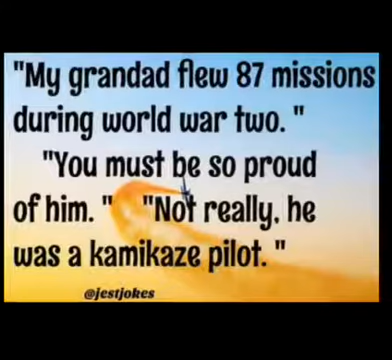 "My grandad flew 87 missions
during world war two. "
"You must be so proud
of him. " "Not really, he
was a kamikaze pilot. "
@jestjokes